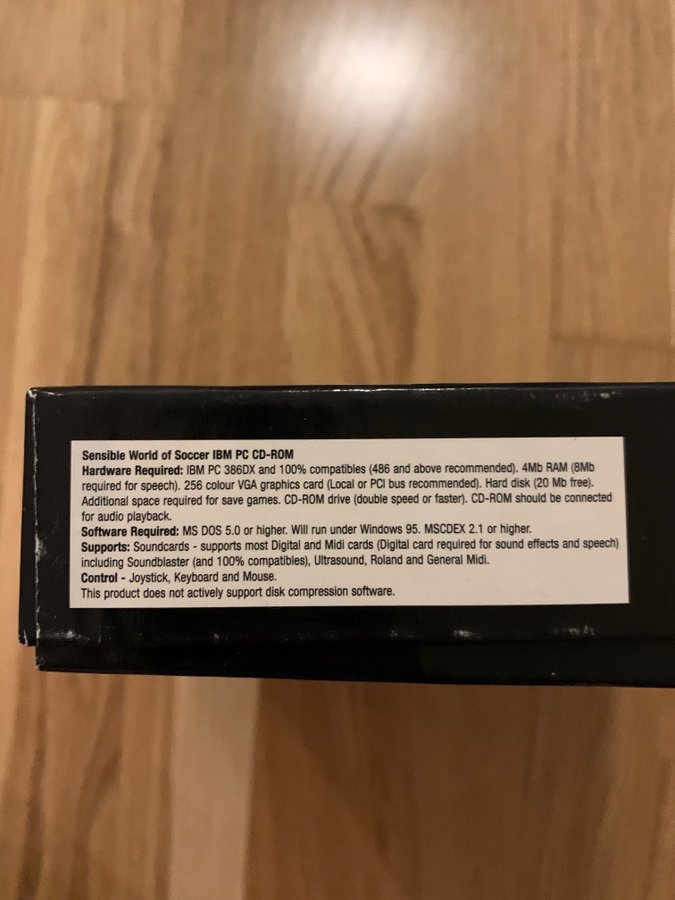 Sensible World of Soccer IBM PC CD-ROM
Hardware Required: IBM PC 386DX and 100% compatibles (486 and above recommended). 4Mb RAM (8Mb
required for speech). 256 colour VGA graphics card (Local or PCI bus recommended). Hard disk (20 Mb free).
Additional space required for save games. CD-ROM drive (double speed or faster). CD-ROM should be connected
for audio playback.
Software Required: MS DOS 5.0 or higher. Will run under Windows 95. MSCDEX 2.1 or higher.
Supports: Soundcards - supports most Digital and Midi cards (Digital card required for sound effects and speech)
including Soundblaster (and 100% compatibles), Ultrasound, Roland and General Midi.
Control - Joystick, Keyboard and Mouse.
This product does not actively support disk compression software.